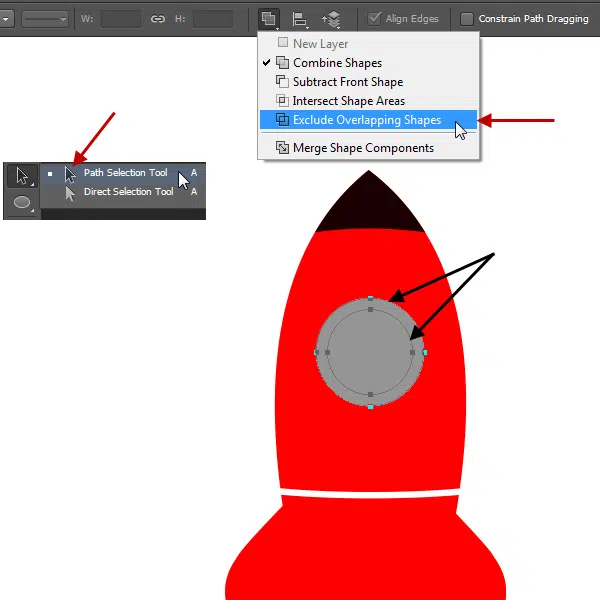 W: H: Align Edges Constrain Path Dragging
New Layer
Combine Shapes
Subtract Front Shape
Intersect Shape Areas
Exclude Overlapping Shapes
Merge Shape Components
Path Selection Tool A
Direct Selection Tool A